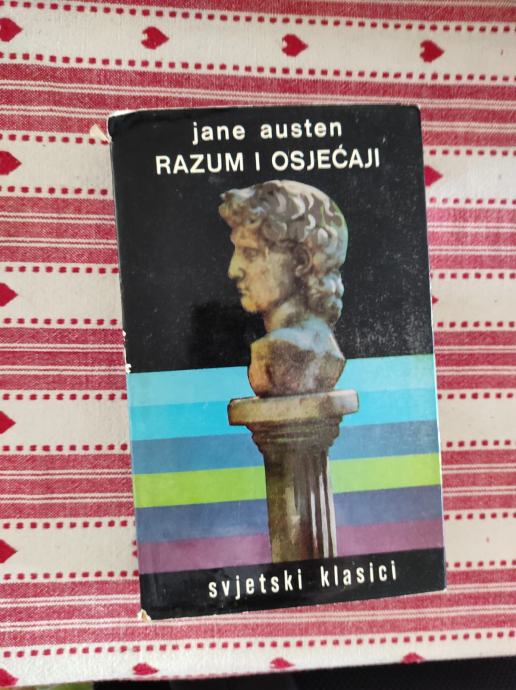 jane austen
RAZUM I OSJEĆAJI
svjetski klasici